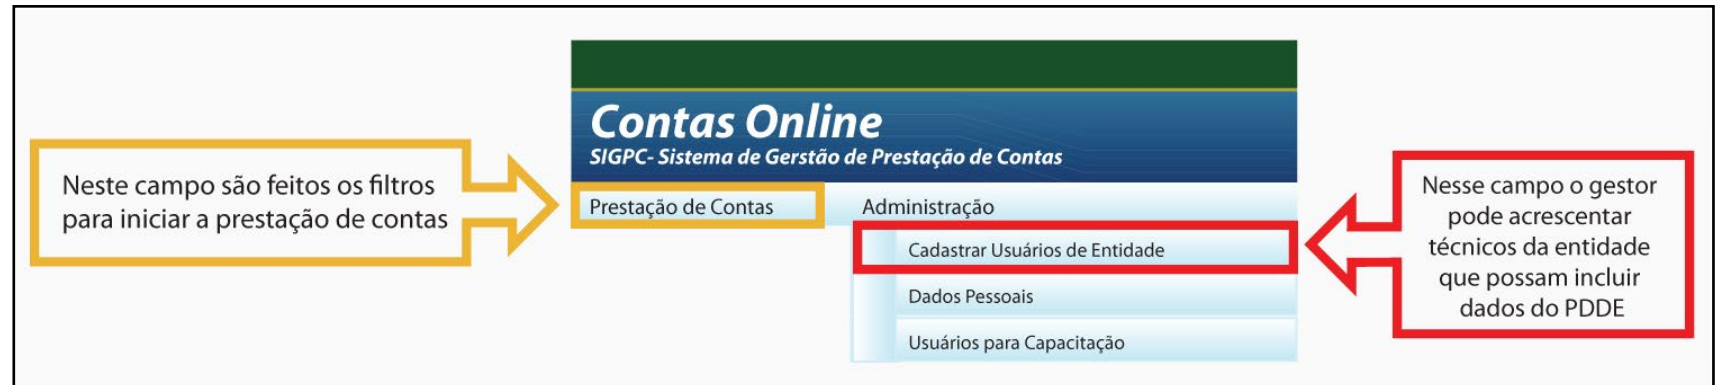 Contas Online
SIGPC- Sistema de Gerstão de Prestação de Contas
Neste campo são feitos os filtros
para iniciar a prestação de contas
Prestação de Contas
Administração
Cadastrar Usuários de Entidade
Dados Pessoais
Usuários para Capacitação
Nesse campo o gestor
pode acrescentar
técnicos da entidade
que possam incluir
dados do PDDE